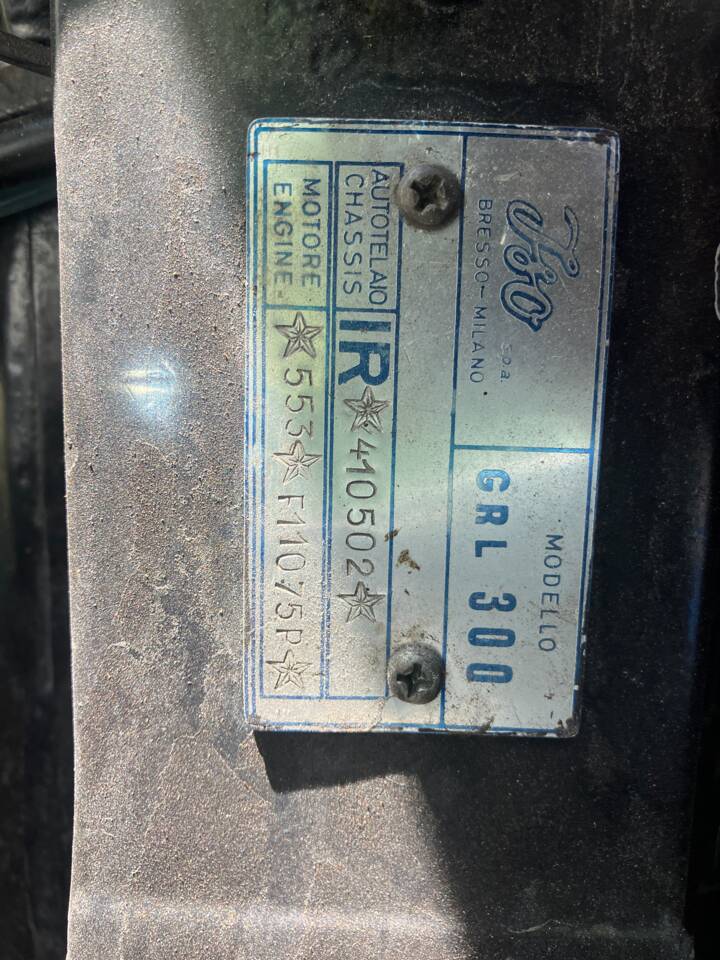 Iso s.p.a.
BRESSO-MILANO
MODELLO
GRL 300
AUTOTELAIO
CHASSIS
IR ★410502★
MOTORE
ENGINE.
★553★F11075P★